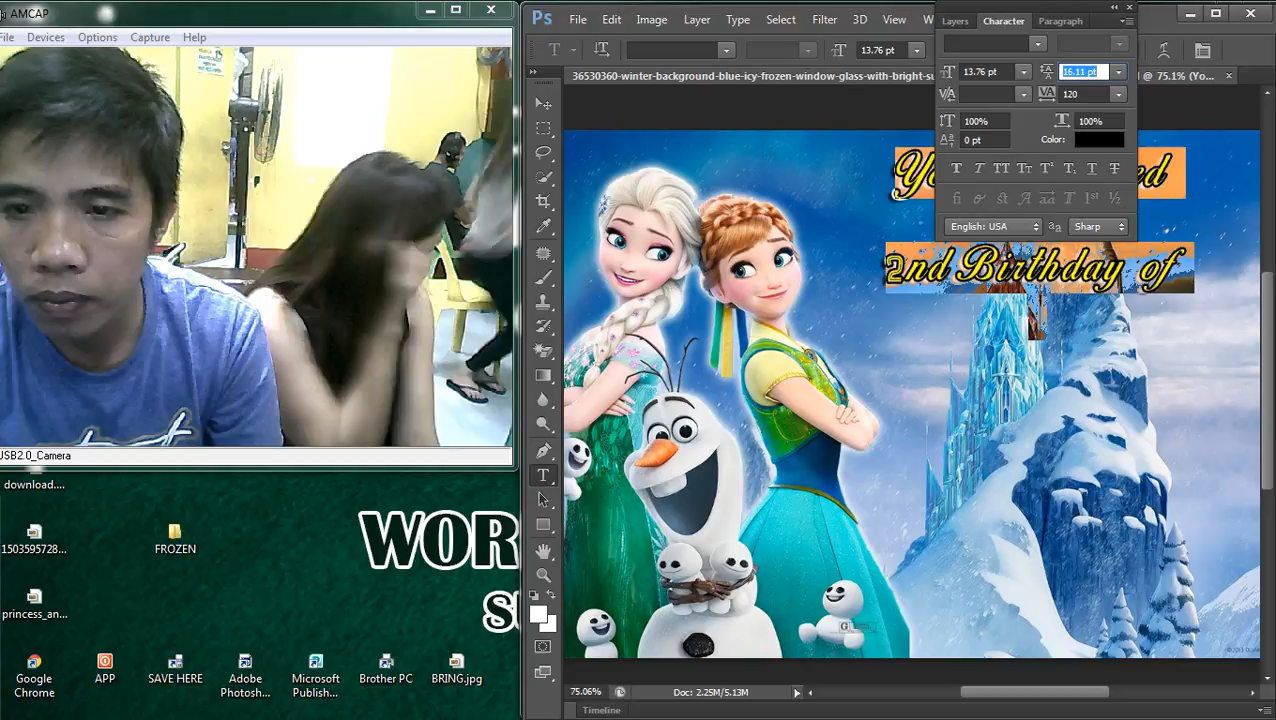 AMCAP
File Devices Options Capture Help
USB2.0_Camera
download....
1503595728...
FROZEN
princess_an...
WOR
Google Chrome
APP
SAVE HERE
Adobe Photosh...
Microsoft Publish...
Brother PC
BRING.jpg
Ps File Edit Image Layer Type Select Filter 3D View
T 13.76 pt
36530360-winter-background-blue-icy-frozen-window-glass-with-bright-su
@ 75.1% (Yo...
Layers Character Paragraph
13.76 pt 16.11 pt
120
100% 100%
0 pt Color:
English: USA Sharp
2nd Birthday of
75.06% Doc: 2.25M/5.13M
Timeline